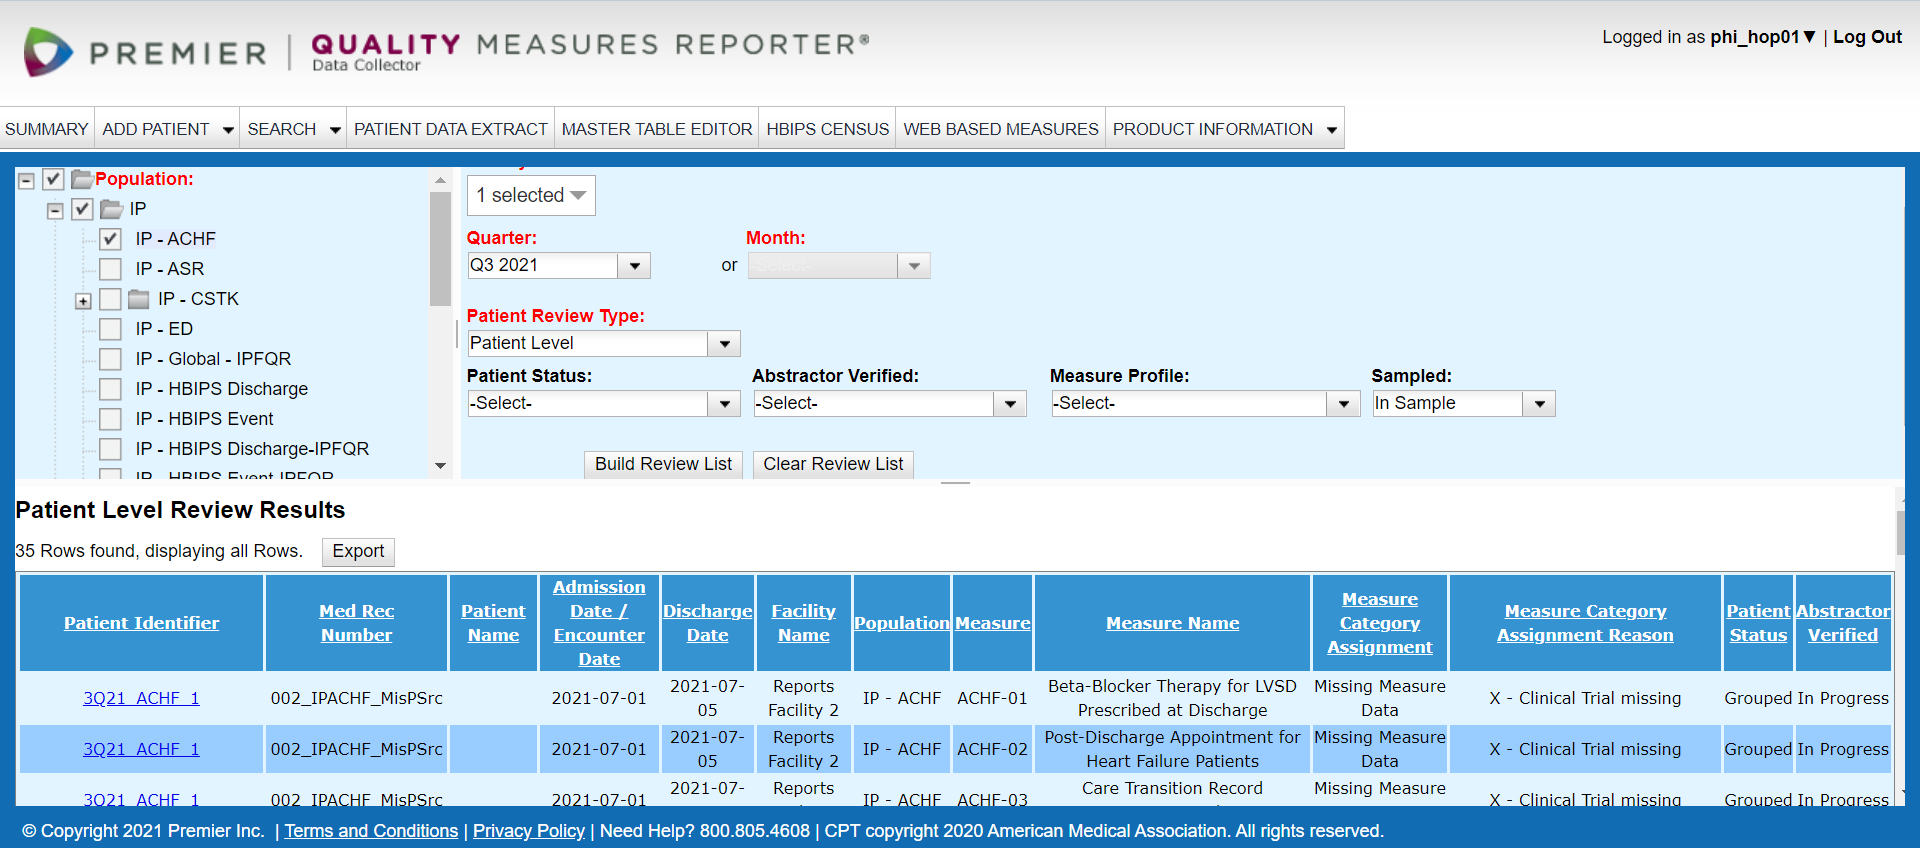 PREMIER | QUALITY MEASURES REPORTER®
Data Collector
Logged in as phi_hop01▼ | Log Out
SUMMARY ADD PATIENT SEARCH PATIENT DATA EXTRACT MASTER TABLE EDITOR HBIPS CENSUS WEB BASED MEASURES PRODUCT INFORMATION
Population:
IP
IP - ACHF
IP - ASR
IP - CSTK
IP - ED
IP - Global - IPFQR
IP - HBIPS Discharge
IP - HBIPS Event
IP - HBIPS Discharge-IPFQR
IP - HBIPS Event-IPFQR
1 selected
Quarter: Month:
Q3 2021 or -Select-
Patient Review Type:
Patient Level
Patient Status: Abstractor Verified: Measure Profile: Sampled:
-Select- -Select- -Select- In Sample
Build Review List Clear Review List
Patient Level Review Results
35 Rows found, displaying all Rows. Export
Patient Identifier
Med Rec
Number
Patient
Name
Admission
Date /
Encounter
Date
Discharge
Date
Facility
Name
Population
Measure
Measure Name
Measure
Category
Assignment
Measure Category
Assignment Reason
Patient
Status
Abstractor
Verified
3Q21_ACHF_1
002_IPACHF_MisPSrc
2021-07-01
2021-07-
05
Reports
Facility 2
IP - ACHF
ACHF-01
Beta-Blocker Therapy for LVSD
Prescribed at Discharge
Missing Measure
Data
X - Clinical Trial missing
Grouped
In Progress
3Q21_ACHF_1
002_IPACHF_MisPSrc
2021-07-01
2021-07-
05
Reports
Facility 2
IP - ACHF
ACHF-02
Post-Discharge Appointment for
Heart Failure Patients
Missing Measure
Data
X - Clinical Trial missing
Grouped
In Progress
3Q21_ACHF_1
002_IPACHF_MisPSrc
2021-07-01
2021-07-
Reports
IP - ACHF
ACHF-03
Care Transition Record
Missing Measure
X - Clinical Trial missing
Grouped
In Progress
© Copyright 2021 Premier Inc. | Terms and Conditions | Privacy Policy | Need Help? 800.805.4608 | CPT copyright 2020 American Medical Association. All rights reserved.